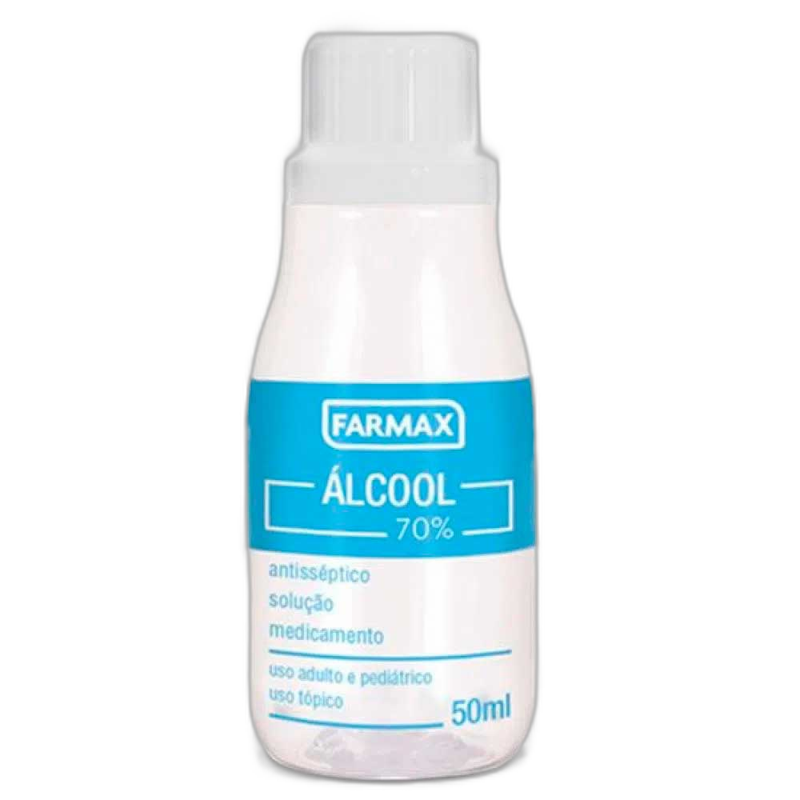 FARMAX
ÁLCOOL
70%
antisséptico
solução
medicamento
uso adulto e pediátrico
uso tópico
50ml